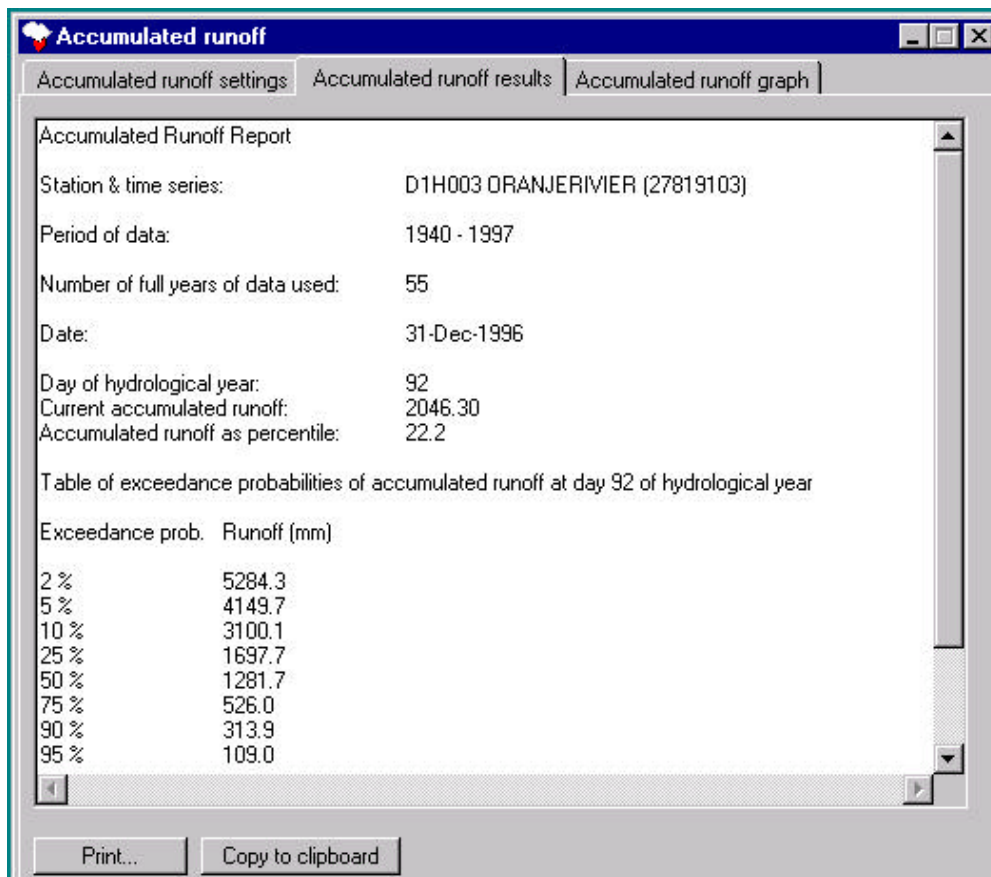 Accumulated runoff
Accumulated runoff settings Accumulated runoff results Accumulated runoff graph
Accumulated Runoff Report
Station & time series: D1H003 ORANJERIVIER (27819103)
Period of data: 1940 - 1997
Number of full years of data used: 55
Date: 31-Dec-1996
Day of hydrological year: 92
Current accumulated runoff: 2046.30
Accumulated runoff as percentile: 22.2
Table of exceedance probabilities of accumulated runoff at day 92 of hydrological year
Exceedance prob. Runoff (mm)
2 % 5284.3
5 % 4149.7
10 % 3100.1
25 % 1697.7
50 % 1281.7
75 % 526.0
90 % 313.9
95 % 109.0
Print... Copy to clipboard